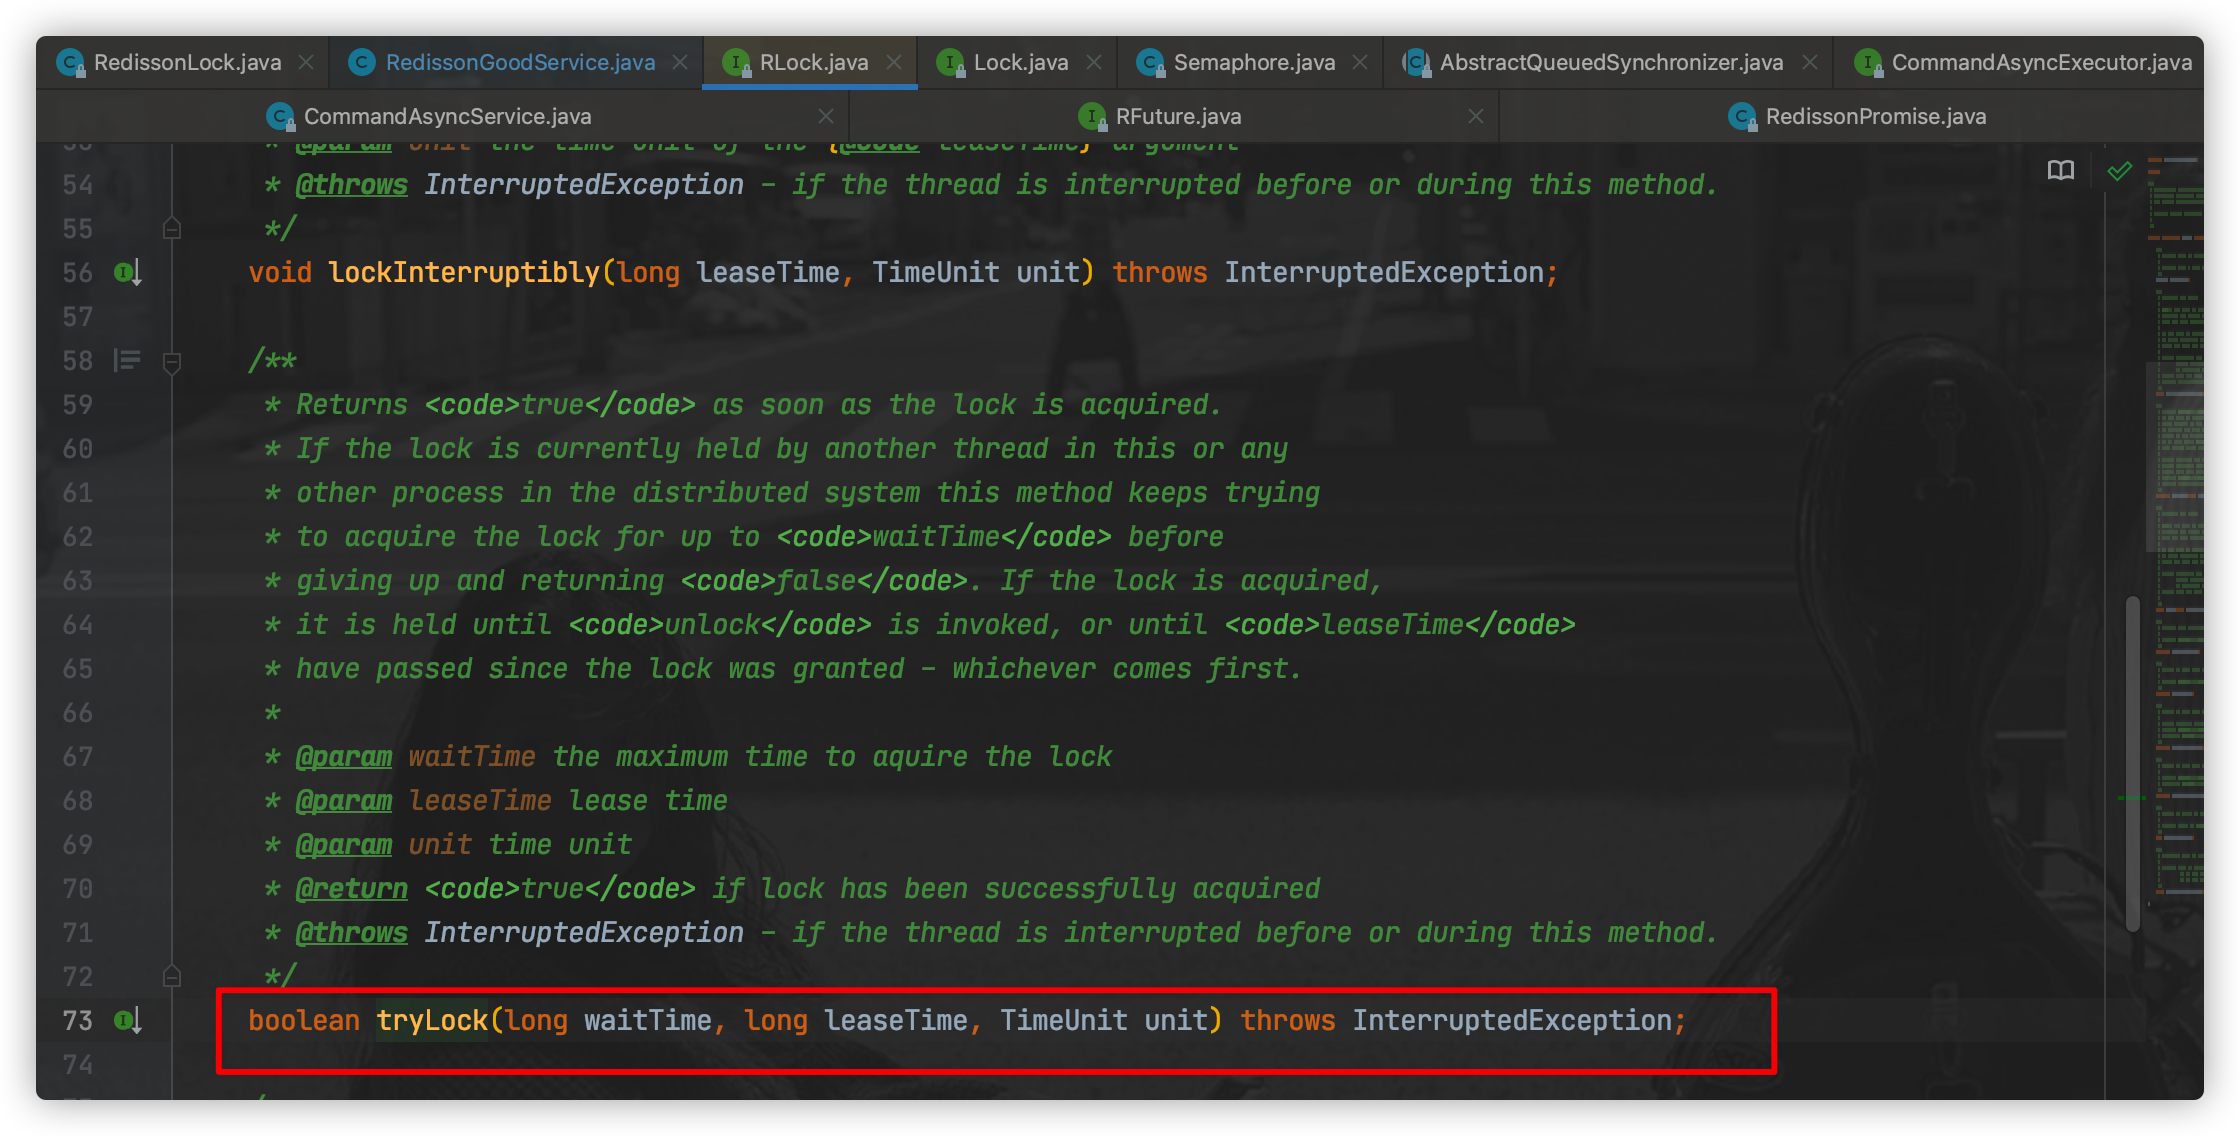 RedissonLock.java RedissonGoodService.java RLock.java Lock.java Semaphore.java AbstractQueuedSynchronizer.java CommandAsyncExecutor.java
CommandAsyncService.java RFuture.java RedissonPromise.java
* @param unit the time unit of the {@code leaseTime} argument
54 * @throws InterruptedException - if the thread is interrupted before or during this method.
55 */
56 void lockInterruptibly(long leaseTime, TimeUnit unit) throws InterruptedException;
57
58 /**
59 * Returns <code>true</code> as soon as the lock is acquired.
60 * If the lock is currently held by another thread in this or any
61 * other process in the distributed system this method keeps trying
62 * to acquire the lock for up to <code>waitTime</code> before
63 * giving up and returning <code>false</code>. If the lock is acquired,
64 * it is held until <code>unlock</code> is invoked, or until <code>leaseTime</code>
65 * have passed since the lock was granted - whichever comes first.
66 *
67 * @param waitTime the maximum time to aquire the lock
68 * @param leaseTime lease time
69 * @param unit time unit
70 * @return <code>true</code> if lock has been successfully acquired
71 * @throws InterruptedException - if the thread is interrupted before or during this method.
72 */
73 boolean tryLock(long waitTime, long leaseTime, TimeUnit unit) throws InterruptedException;
74